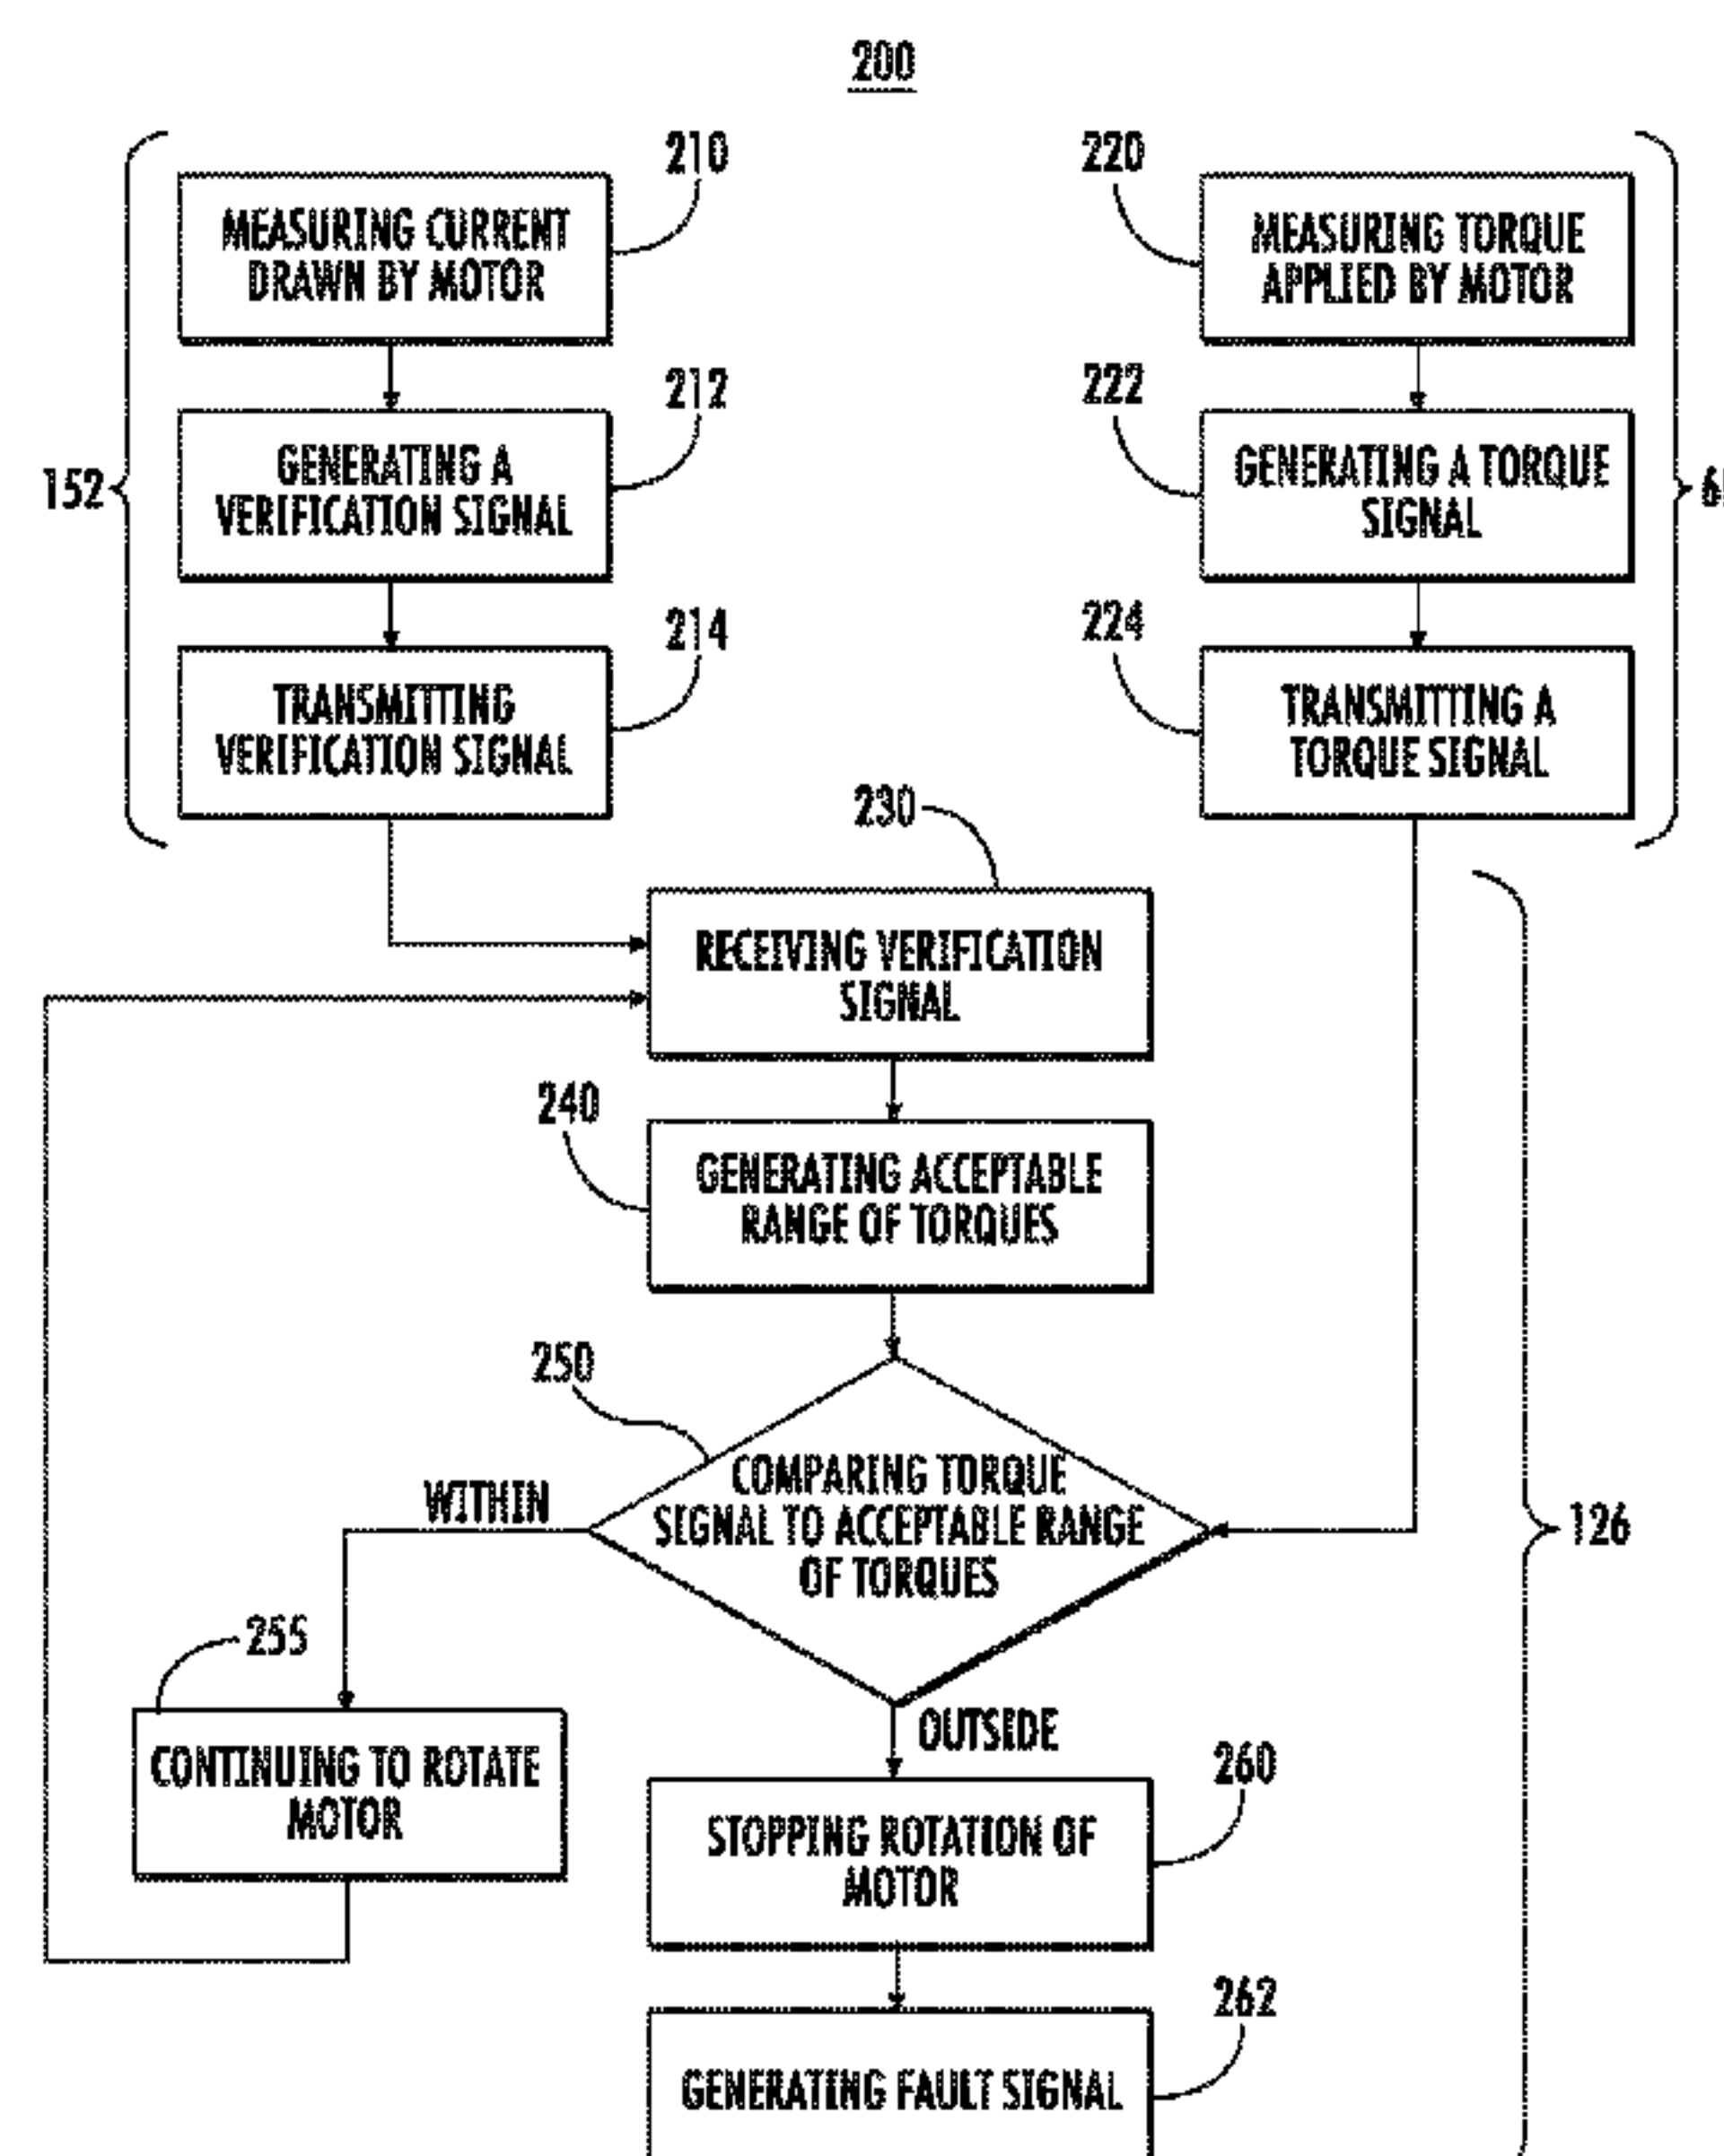 200
210
MEASURING CURRENT
DRAWN BY MOTOR
220
MEASURING TORQUE
APPLIED BY MOTOR
212
GENERATING A
VERIFICATION SIGNAL
152
222
GENERATING A TORQUE
SIGNAL
214
TRANSMITTING
VERIFICATION SIGNAL
224
TRANSMITTING A
TORQUE SIGNAL
230
RECEIVING VERIFICATION
SIGNAL
240
GENERATING ACCEPTABLE
RANGE OF TORQUES
250
COMPARING TORQUE
SIGNAL TO ACCEPTABLE RANGE
OF TORQUES
WITHIN
126
255
CONTINUING TO ROTATE
MOTOR
OUTSIDE
260
STOPPING ROTATION OF
MOTOR
262
GENERATING FAULT SIGNAL